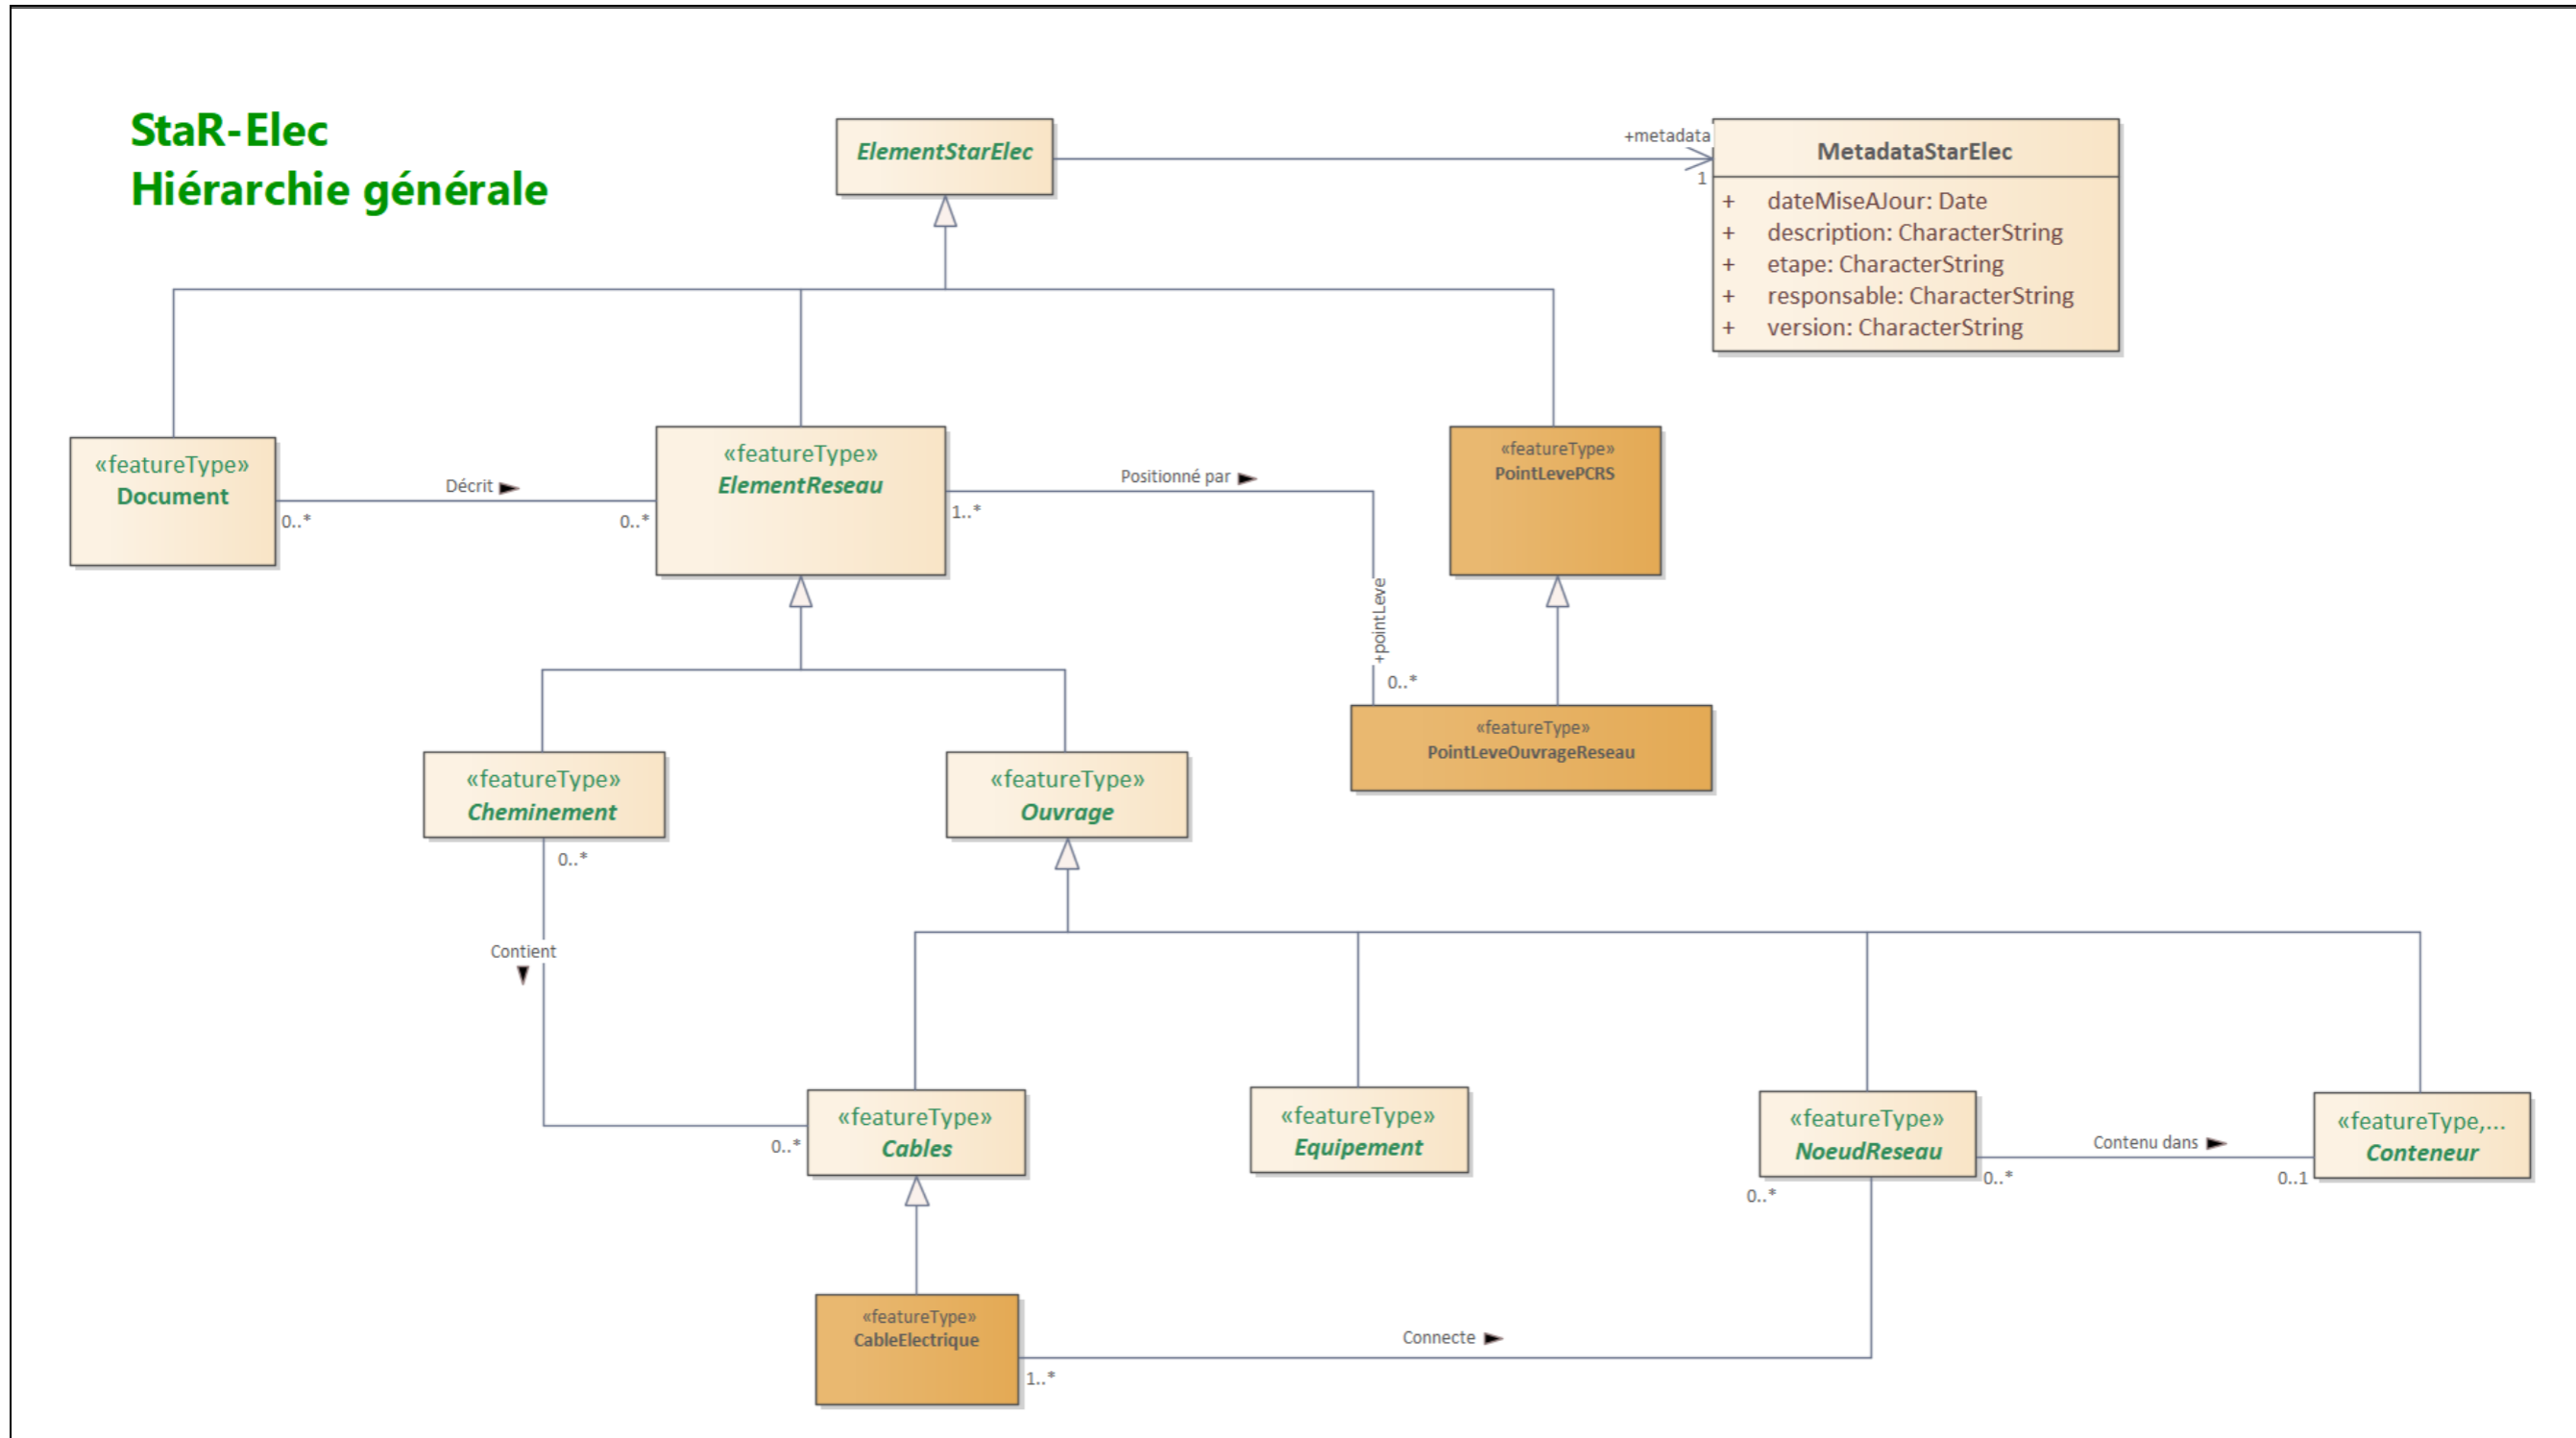 StaR-Elec
Hiérarchie générale
ElementStarElec
+metadata
1
MetadataStarElec
+ dateMiseAJour: Date
+ description: CharacterString
+ etape: CharacterString
+ responsable: CharacterString
+ version: CharacterString
«featureType»
Document
0..*
Décrit
0..*
«featureType»
ElementReseau
1..*
Positionné par
+pointLeve
0..*
«featureType»
PointLevePCRS
«featureType»
PointLeveOuvrageReseau
«featureType»
Cheminement
0..*
«featureType»
Ouvrage
Contient
0..*
«featureType»
Cables
«featureType»
Equipement
«featureType»
NoeudReseau
0..*
0..*
Contenu dans
0..1
«featureType,...
Conteneur
«featureType»
CableElectrique
1..*
Connecte